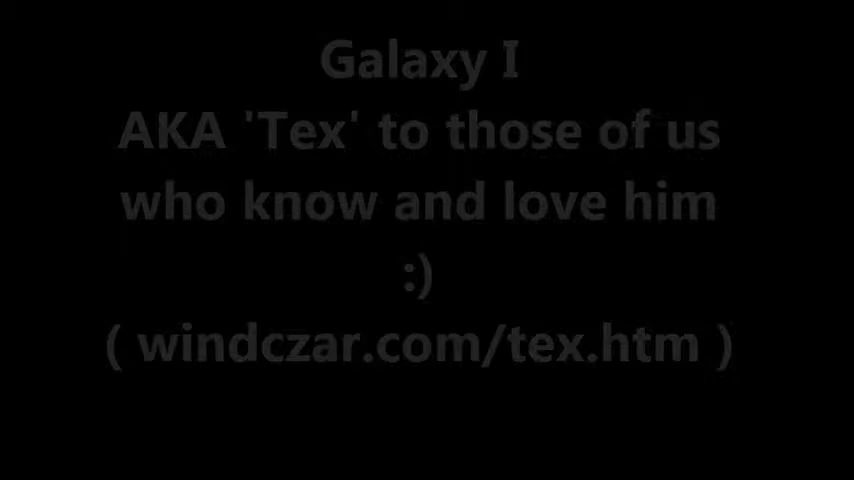 Galaxy I
AKA 'Tex' to those of us
who know and love him
:)
( windczar.com/tex.htm )